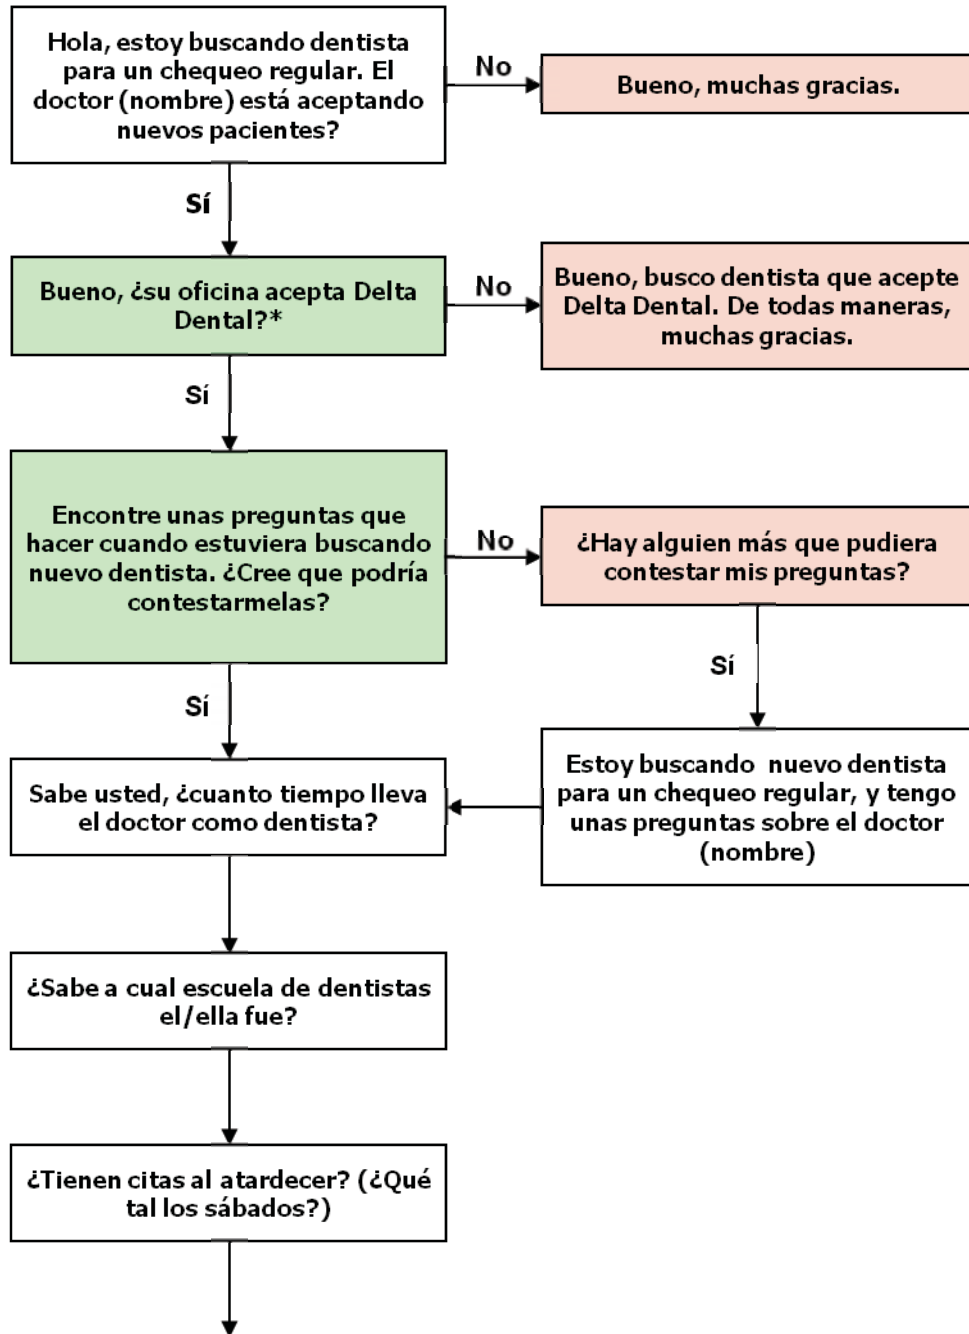 Hola, estoy buscando dentista
para un chequeo regular. El
doctor (nombre) está aceptando
nuevos pacientes?
No
Bueno, muchas gracias.
Sí
Bueno, ¿su oficina acepta Delta
Dental?*
No
Bueno, busco dentista que acepte
Delta Dental. De todas maneras,
muchas gracias.
Sí
Encontre unas preguntas que
hacer cuando estuviera buscando
nuevo dentista. ¿Cree que podría
contestarmelas?
No
¿Hay alguien más que pudiera
contestar mis preguntas?
Sí
Sí
Estoy buscando nuevo dentista
para un chequeo regular, y tengo
unas preguntas sobre el doctor
(nombre)
Sabe usted, ¿cuanto tiempo lleva
el doctor como dentista?
¿Sabe a cual escuela de dentistas
el/ella fue?
¿Tienen citas al atardecer? (¿Qué
tal los sábados?)